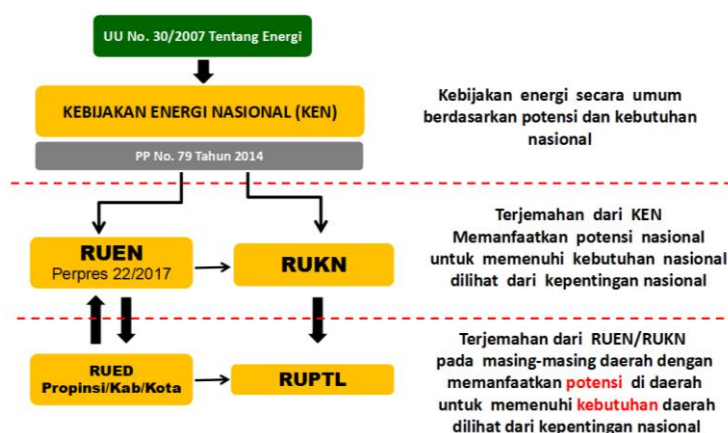 UU No. 30/2007 Tentang Energi
KEBIJAKAN ENERGI NASIONAL (KEN)
PP No. 79 Tahun 2014
Kebijakan energi secara umum
berdasarkan potensi dan kebutuhan
nasional
RUEN
Perpres 22/2017
RUKN
Terjemahan dari KEN
Memanfaatkan potensi nasional
untuk memenuhi kebutuhan nasional
dilihat dari kepentingan nasional
RUED
Propinsi/Kab/Kota
RUPTL
Terjemahan dari RUEN/RUKN
pada masing-masing daerah dengan
memanfaatkan potensi di daerah
untuk memenuhi kebutuhan daerah
dilihat dari kepentingan nasional